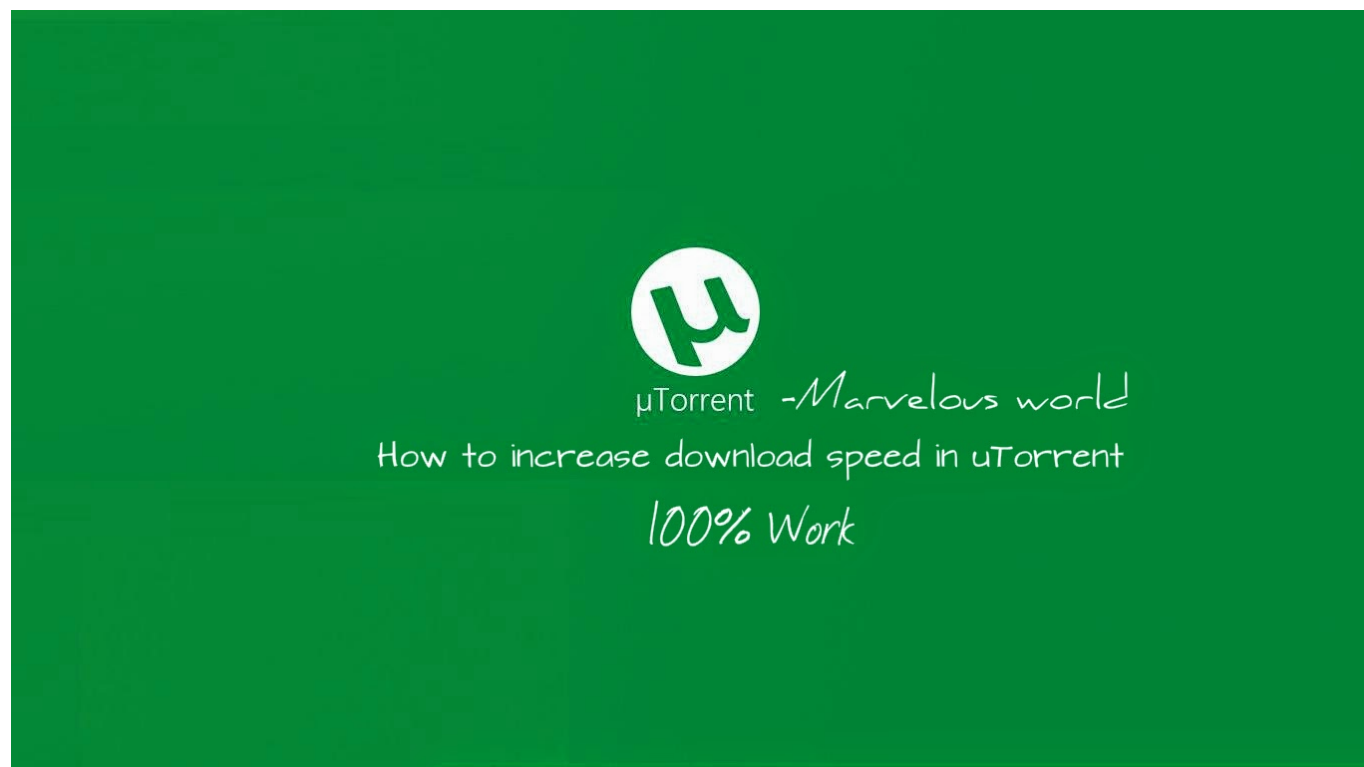 µ
µTorrent -Marvelous world
How to increase download speed in uTorrent
100% Work